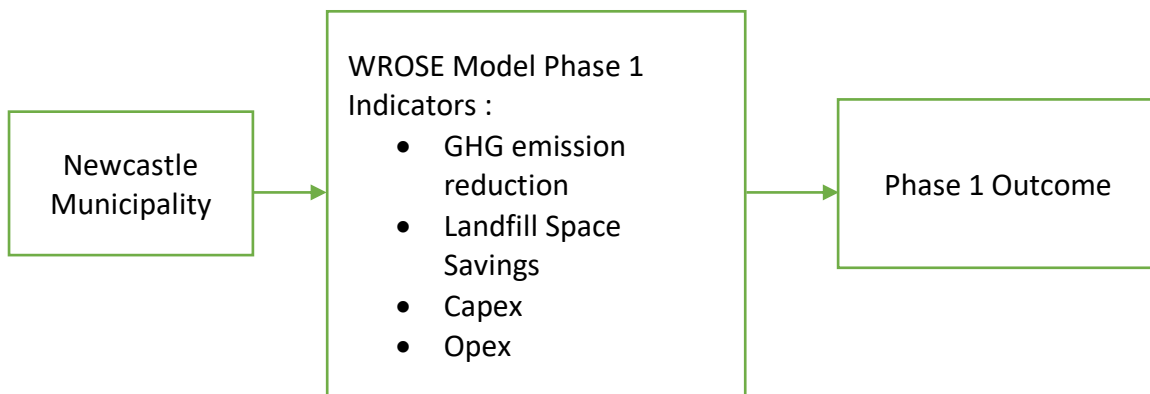 Newcastle
Municipality
WROSE Model Phase 1
Indicators :
• GHG emission
reduction
• Landfill Space
Savings
• Capex
• Opex
Phase 1 Outcome